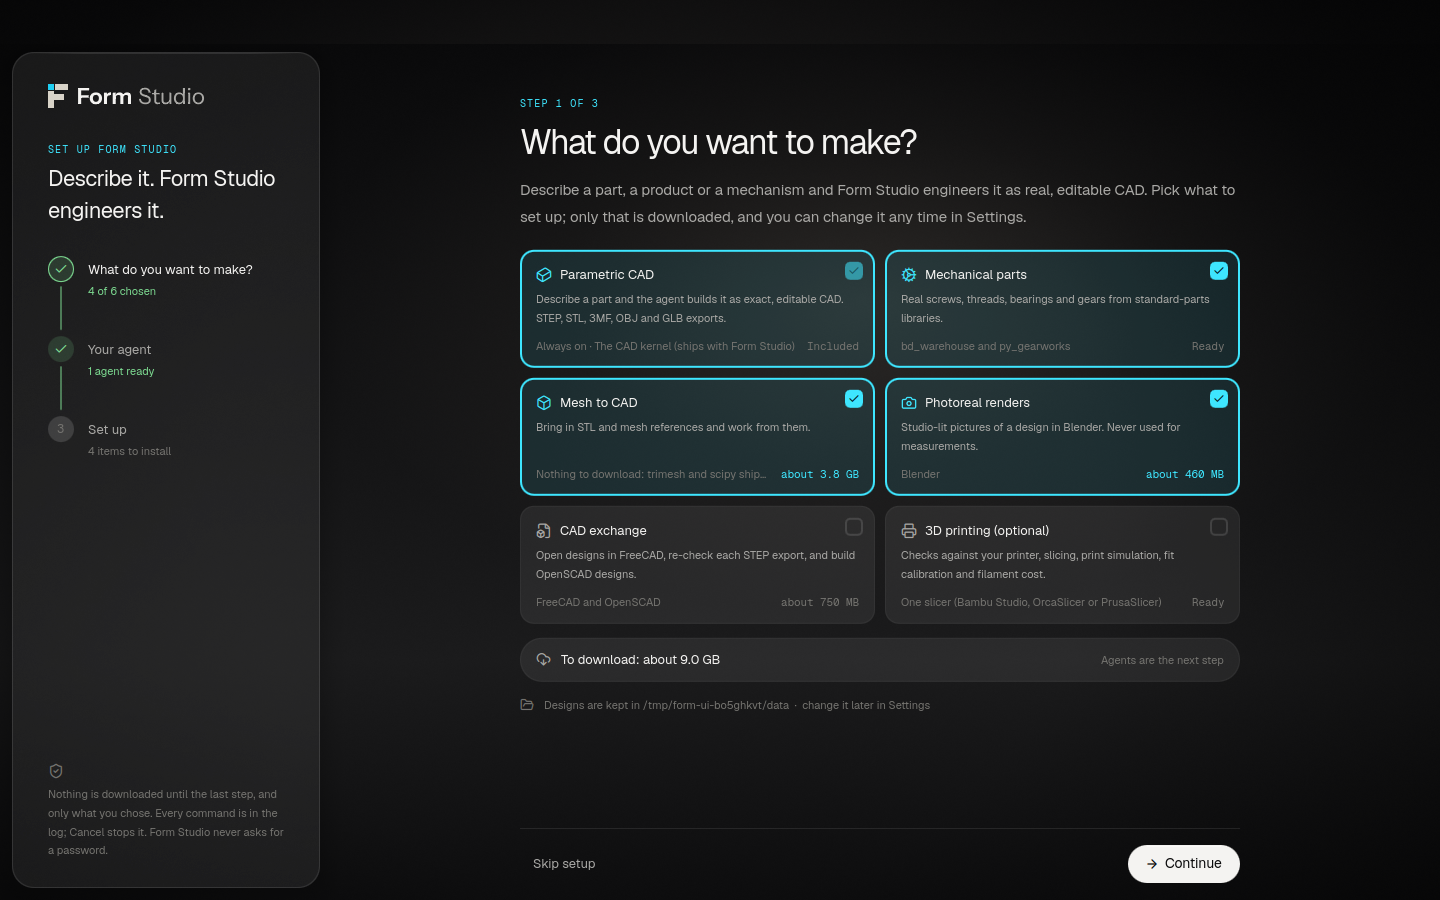 Form Studio
SET UP FORM STUDIO
Describe it. Form Studio
engineers it.
What do you want to make?
4 of 6 chosen
Your agent
1 agent ready
3
Set up
4 items to install
Nothing is downloaded until the last step, and
only what you chose. Every command is in the
log; Cancel stops it. Form Studio never asks for
a password.
STEP 1 OF 3
What do you want to make?
Describe a part, a product or a mechanism and Form Studio engineers it as real, editable CAD. Pick what to
set up; only that is downloaded, and you can change it any time in Settings.
Parametric CAD
Describe a part and the agent builds it as exact, editable CAD.
STEP, STL, 3MF, OBJ and GLB exports.
Always on · The CAD kernel (ships with Form Studio) Included
Mechanical parts
Real screws, threads, bearings and gears from standard-parts
libraries.
bd_warehouse and py_gearworks Ready
Mesh to CAD
Bring in STL and mesh references and work from them.
Nothing to download: trimesh and scipy ship... about 3.8 GB
Photoreal renders
Studio-lit pictures of a design in Blender. Never used for
measurements.
Blender about 460 MB
CAD exchange
Open designs in FreeCAD, re-check each STEP export, and build
OpenSCAD designs.
FreeCAD and OpenSCAD about 750 MB
3D printing (optional)
Checks against your printer, slicing, print simulation, fit
calibration and filament cost.
One slicer (Bambu Studio, OrcaSlicer or PrusaSlicer) Ready
To download: about 9.0 GB Agents are the next step
Designs are kept in /tmp/form-ui-bo5ghkvt/data · change it later in Settings
Skip setup
Continue